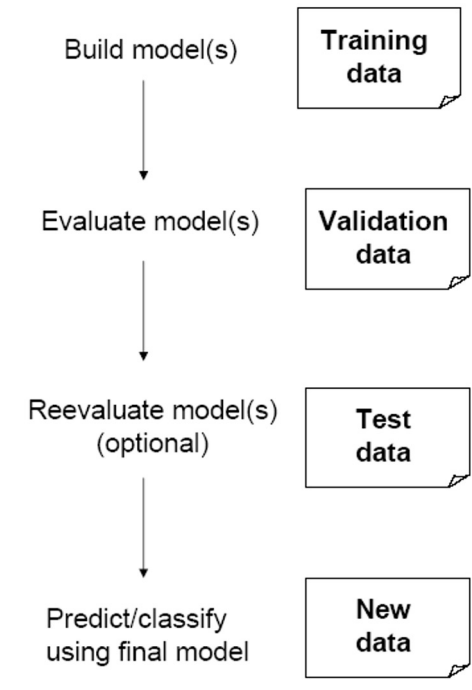 Build model(s)
Training
data
Evaluate model(s)
Validation
data
Reevaluate model(s)
(optional)
Test
data
Predict/classify
using final model
New
data